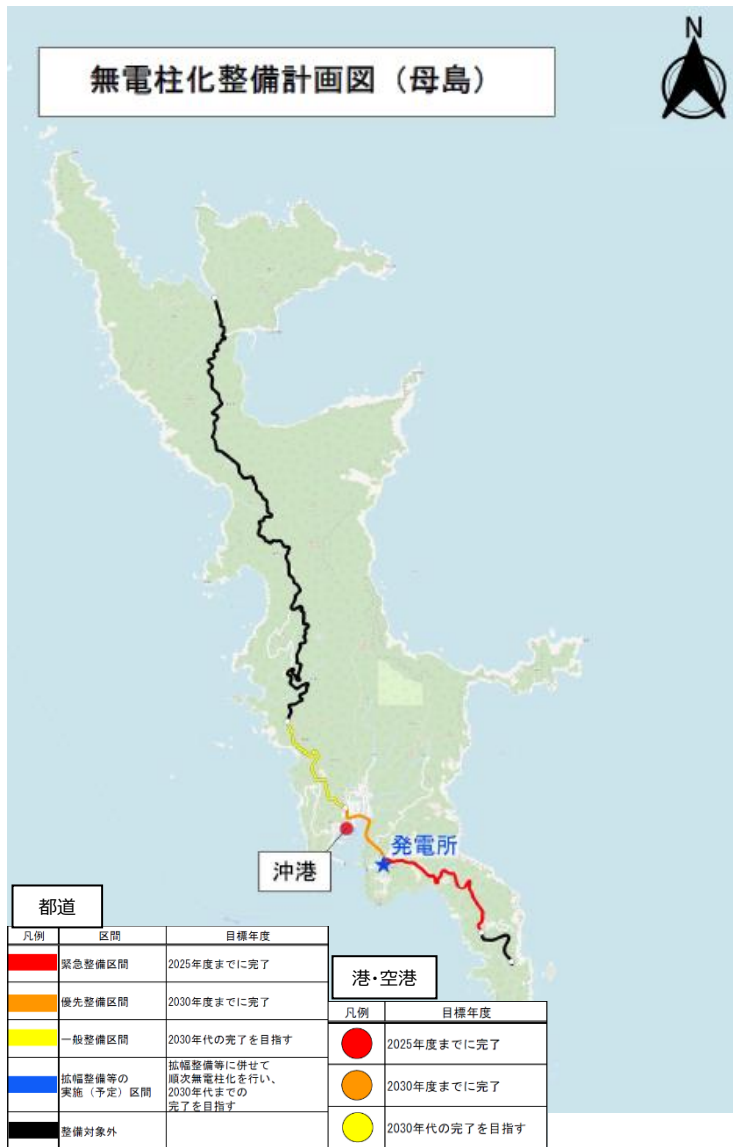 無電柱化整備計画図（母島）
N
発電所
沖港
都道
凡例 区間 目標年度
緊急整備区間 2025年度までに完了
優先整備区間 2030年度までに完了
一般整備区間 2030年代の完了を目指す
拡幅整備等の
実施（予定）区間
拡幅整備等に併せて
順次無電柱化を行い、
2030年代までの
完了を目指す
整備対象外
港・空港
凡例 目標年度
2025年度までに完了
2030年度までに完了
2030年代の完了を目指す